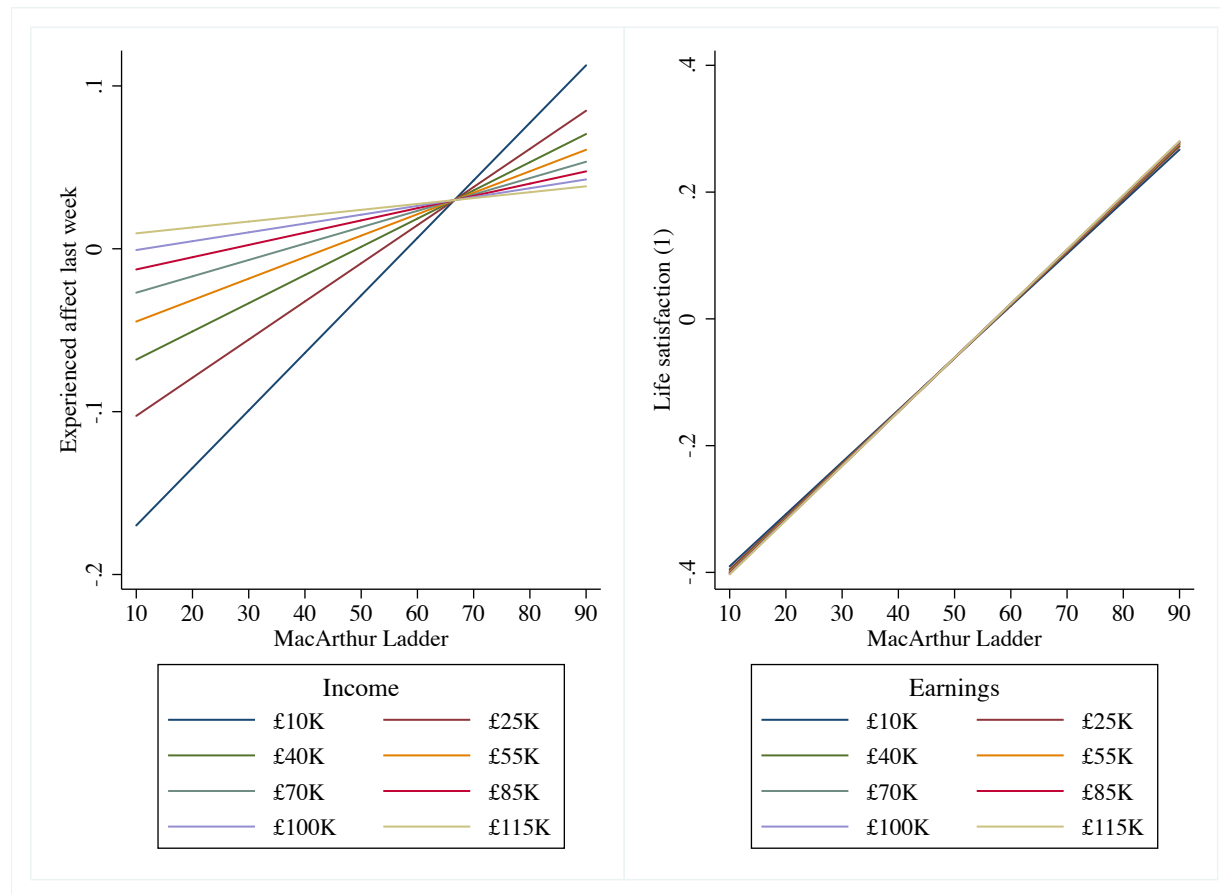 Experienced affect last week
.1
0
-.1
-.2
10 20 30 40 50 60 70 80 90
MacArthur Ladder
Income
£10K £25K
£40K £55K
£70K £85K
£100K £115K
Life satisfaction (1)
.4
.2
0
-.2
-.4
10 20 30 40 50 60 70 80 90
MacArthur Ladder
Earnings
£10K £25K
£40K £55K
£70K £85K
£100K £115K